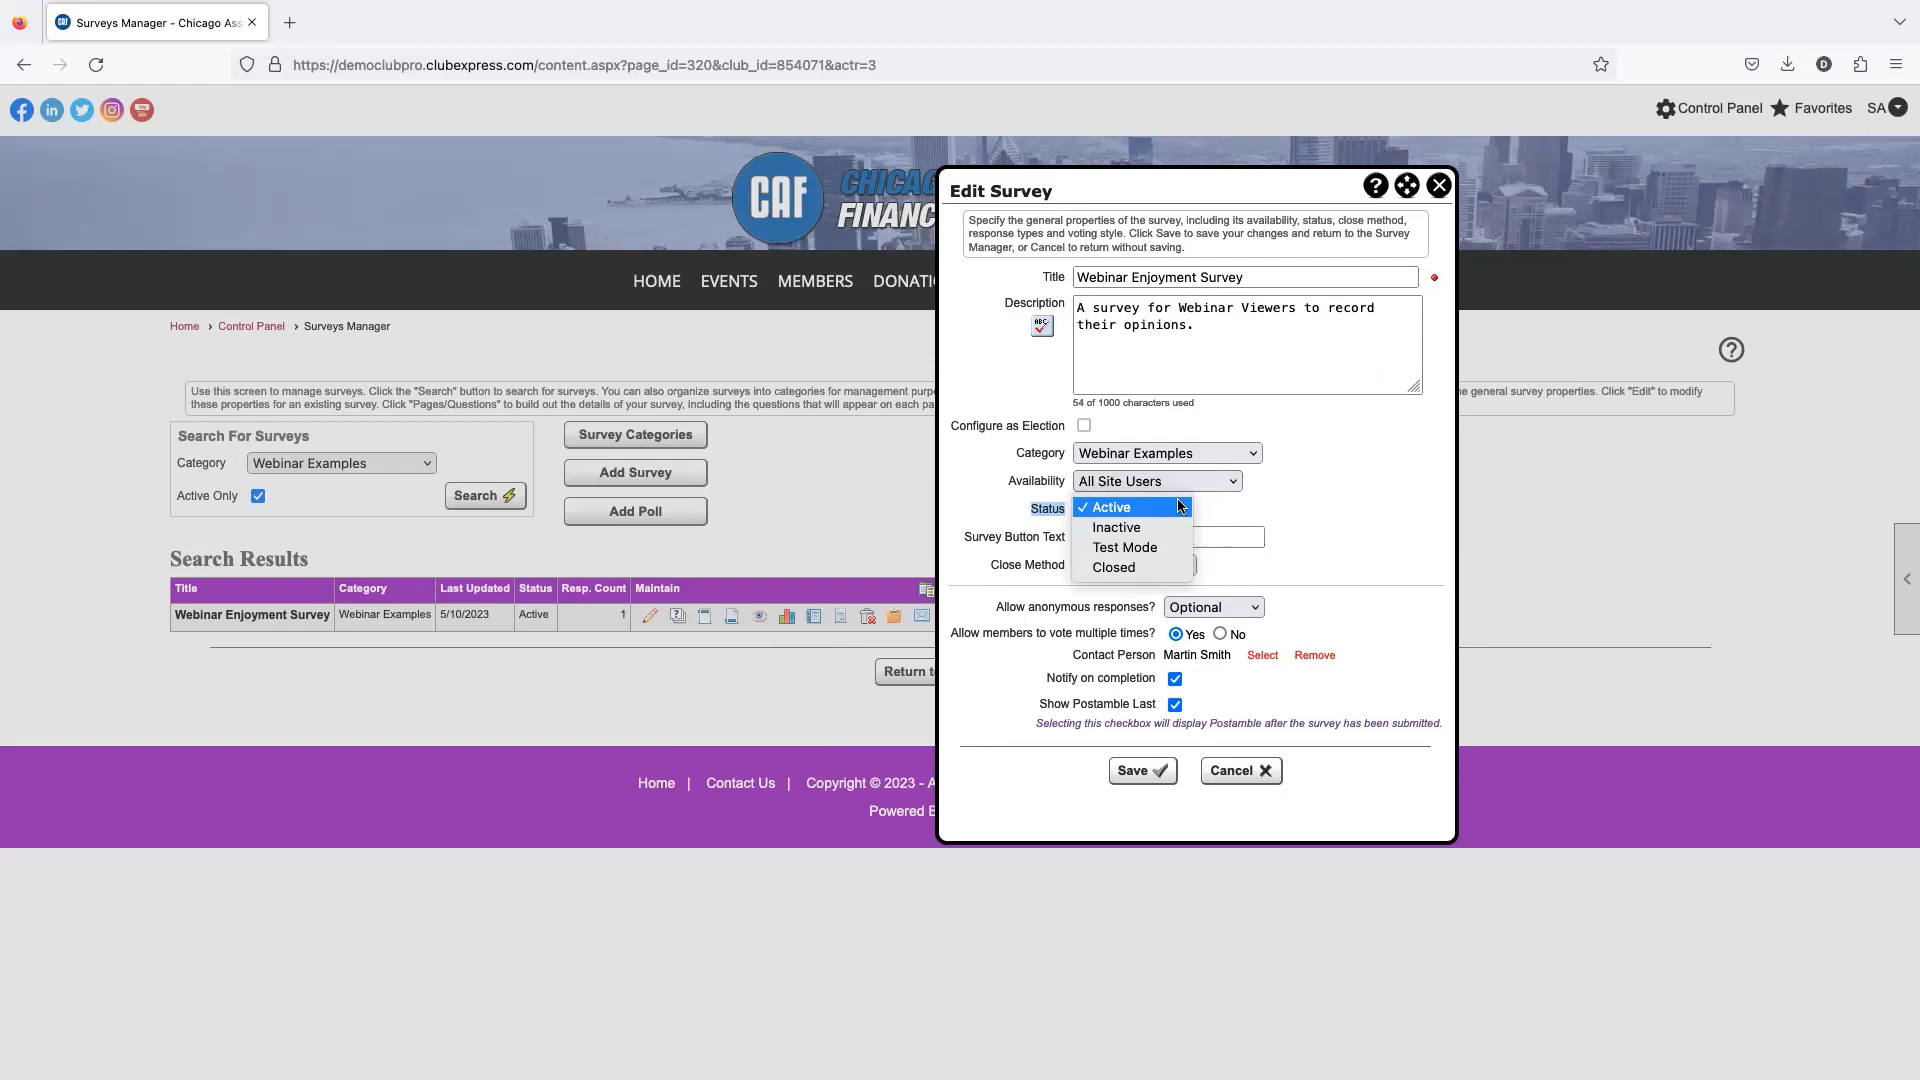 Surveys Manager - Chicago Ass
https://democlubpro.clubexpress.com/content.aspx?page_id=320&club_id=854071&actr=3
Control Panel
Favorites
SA
CAF
CHICAG
FINANC
HOME
EVENTS
MEMBERS
DONATI
Home › Control Panel › Surveys Manager
Use this screen to manage surveys. Click the "Search" button to search for surveys. You can also organize surveys into categories for management purp
he general survey properties. Click "Edit" to modify
these properties for an existing survey. Click "Pages/Questions" to build out the details of your survey, including the questions that will appear on each pa
Search For Surveys
Category
Webinar Examples
Active Only
Search
Survey Categories
Add Survey
Add Poll
Search Results
Title Category Last Updated Status Resp. Count Maintain
Webinar Enjoyment Survey Webinar Examples 5/10/2023 Active 1
Return to
Home | Contact Us | Copyright © 2023 - A
Powered B
Edit Survey
Specify the general properties of the survey, including its availability, status, close method,
response types and voting style. Click Save to save your changes and return to the Survey
Manager, or Cancel to return without saving.
Title
Webinar Enjoyment Survey
Description
ABC
A survey for Webinar Viewers to record
their opinions.
54 of 1000 characters used
Configure as Election
Category
Webinar Examples
Availability
All Site Users
Status
Active
Inactive
Test Mode
Closed
Survey Button Text
Close Method
Allow anonymous responses?
Optional
Allow members to vote multiple times?
Yes
No
Contact Person
Martin Smith
Select
Remove
Notify on completion
Show Postamble Last
Selecting this checkbox will display Postamble after the survey has been submitted.
Save
Cancel